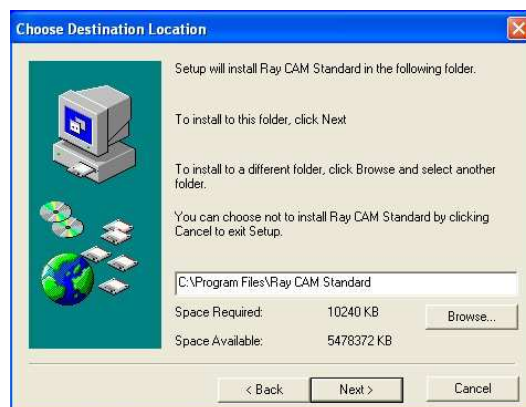 Choose Destination Location
Setup will install Ray CAM Standard in the following folder.
To install to this folder, click Next
To install to a different folder, click Browse and select another
folder.
You can choose not to install Ray CAM Standard by clicking
Cancel to exit Setup.
C:\Program Files\Ray CAM Standard
Space Required: 10240 KB
Browse...
Space Available: 5478372 KB
< Back Next > Cancel